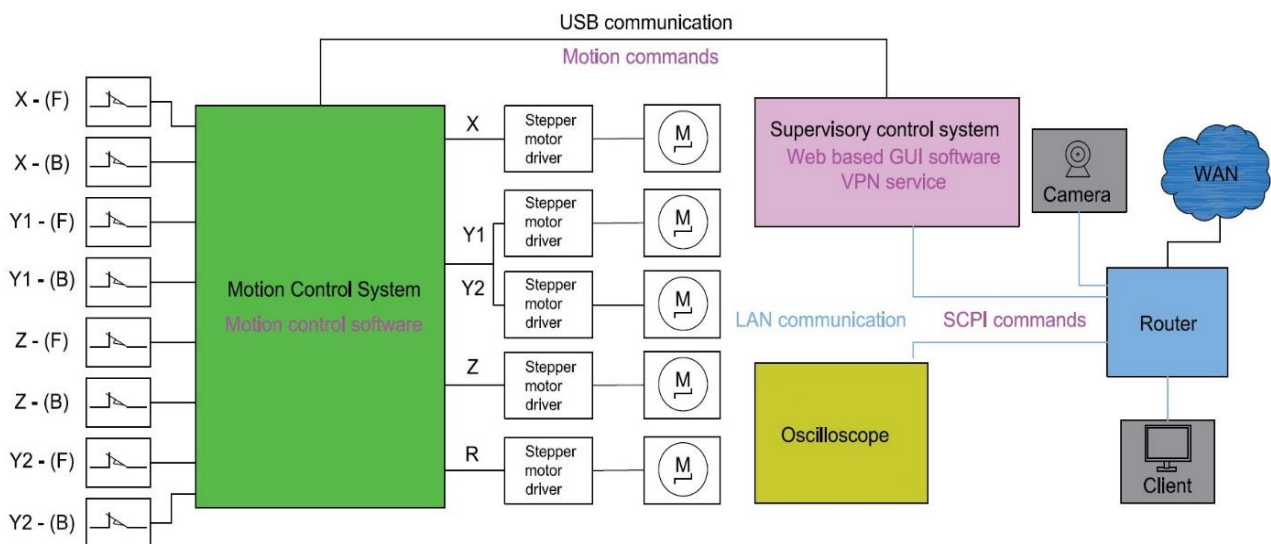 USB communication
Motion commands
X - (F)
X - (B)
Y1 - (F)
Y1 - (B)
Z - (F)
Z - (B)
Y2 - (F)
Y2 - (B)
Motion Control System
Motion control software
X
Stepper
motor
driver
M
Y1
Stepper
motor
driver
M
Y2
Stepper
motor
driver
M
Z
Stepper
motor
driver
M
R
Stepper
motor
driver
M
Supervisory control system
Web based GUI software
VPN service
Camera
WAN
LAN communication
SCPI commands
Router
Oscilloscope
Client